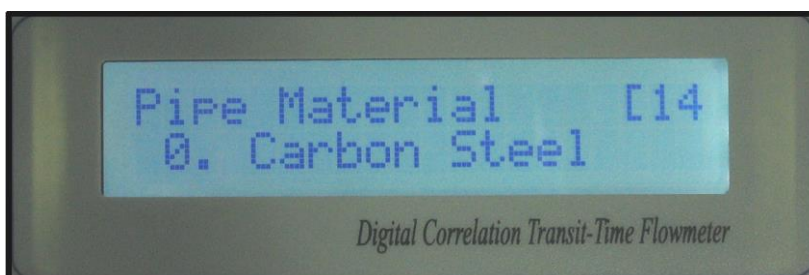 Pipe Material [14
0. Carbon Steel
Digital Correlation Transit-Time Flowmeter